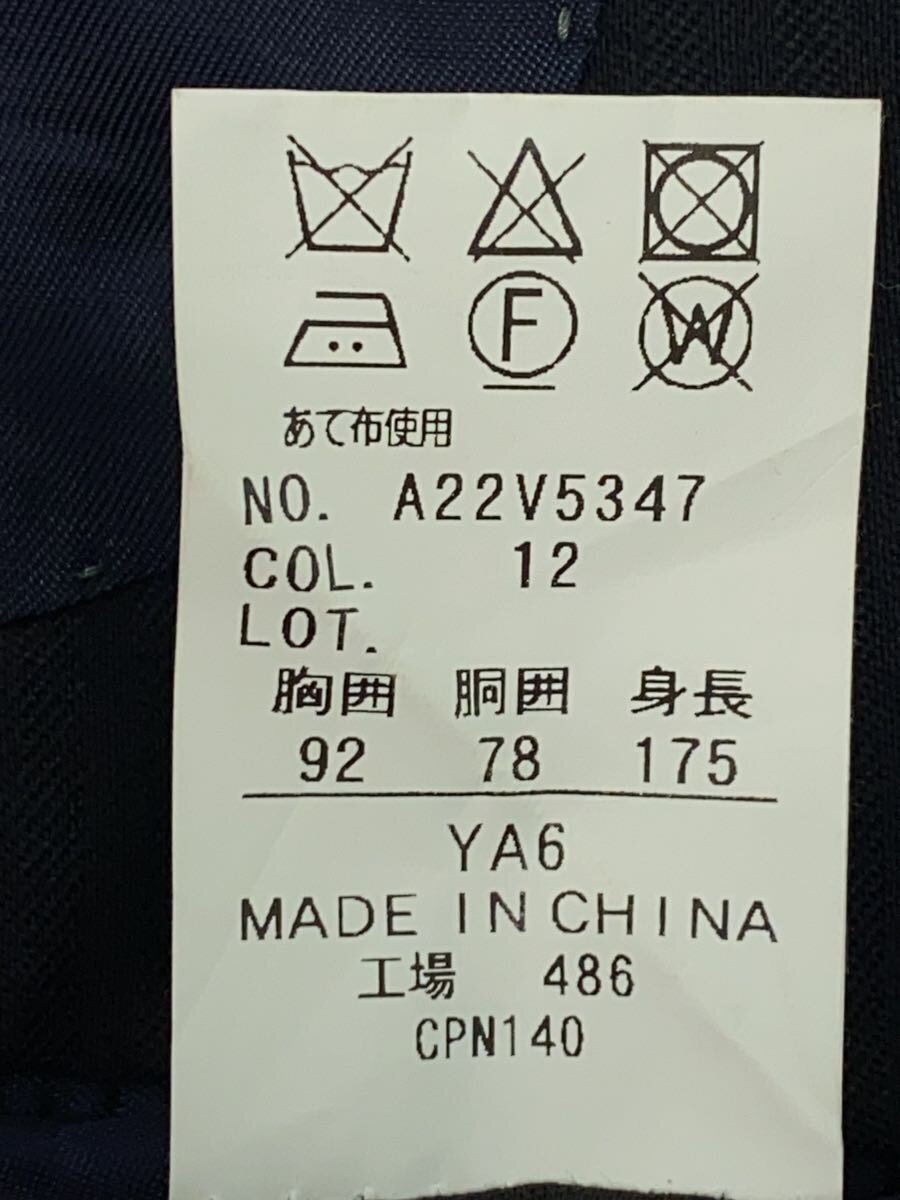 F W
あて布使用
NO. A22V5347
COL. 12
LOT.
胸囲 胴囲 身長
92 78 175
YA6
MADE IN CHINA
工場 486
CPN140